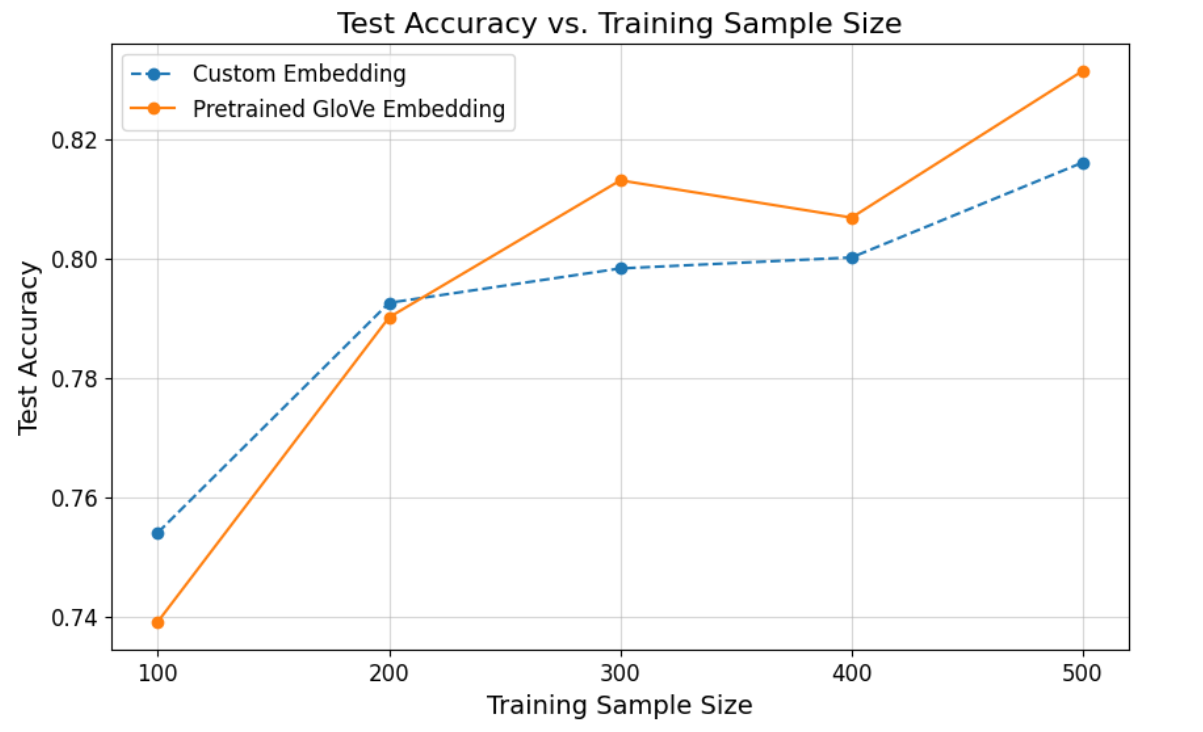 Test Accuracy vs. Training Sample Size
Custom Embedding
Pretrained GloVe Embedding
0.82
0.80
0.78
0.76
0.74
Test Accuracy
100 200 300 400 500
Training Sample Size